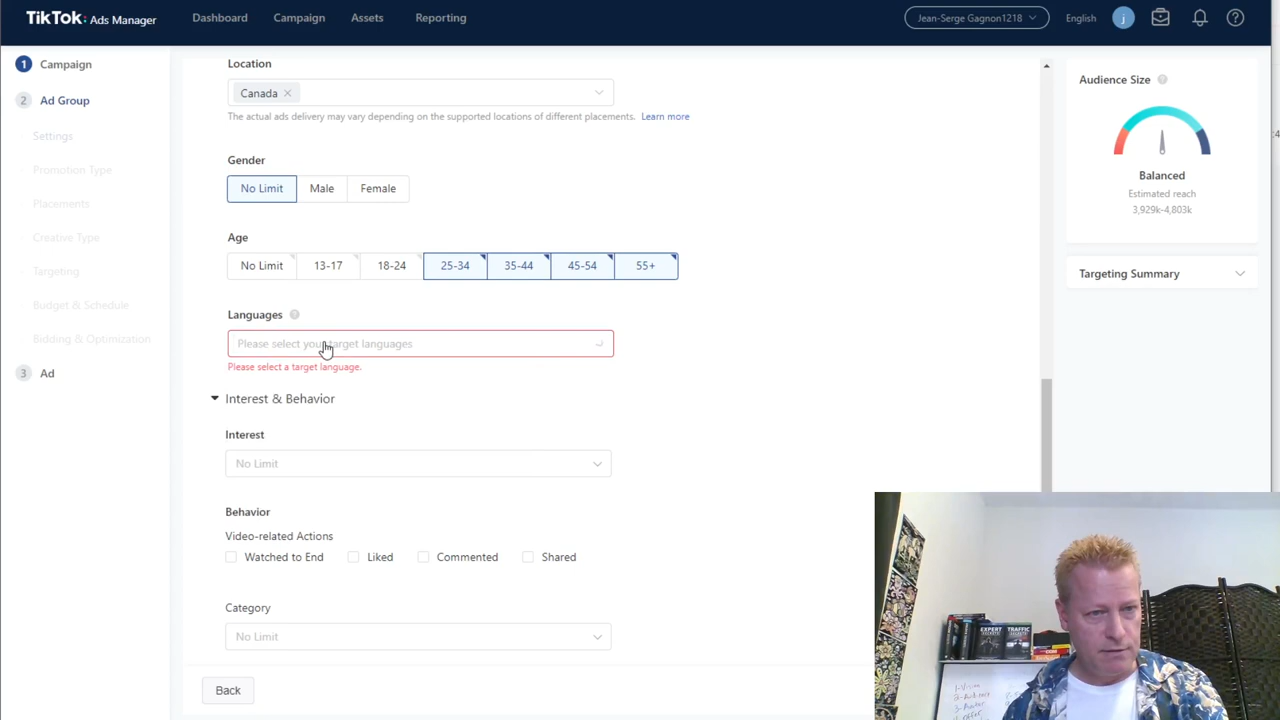 TikTok: Ads Manager
Dashboard Campaign Assets Reporting
Jean-Serge Gagnon1218 English j
1 Campaign
2 Ad Group
Settings
Promotion Type
Placements
Creative Type
Targeting
Budget & Schedule
Bidding & Optimization
3 Ad
Location
Canada ×
The actual ads delivery may vary depending on the supported locations of different placements. Learn more
Gender
No Limit Male Female
Age
No Limit 13-17 18-24 25-34 35-44 45-54 55+
Languages
Please select your target languages
Please select a target language.
Interest & Behavior
Interest
No Limit
Behavior
Video-related Actions
Watched to End Liked Commented Shared
Category
No Limit
Back
Audience Size
Balanced
Estimated reach
3,929k-4,803k
Targeting Summary
EXPERT
SECRETS
TRAFFIC
SECRETS